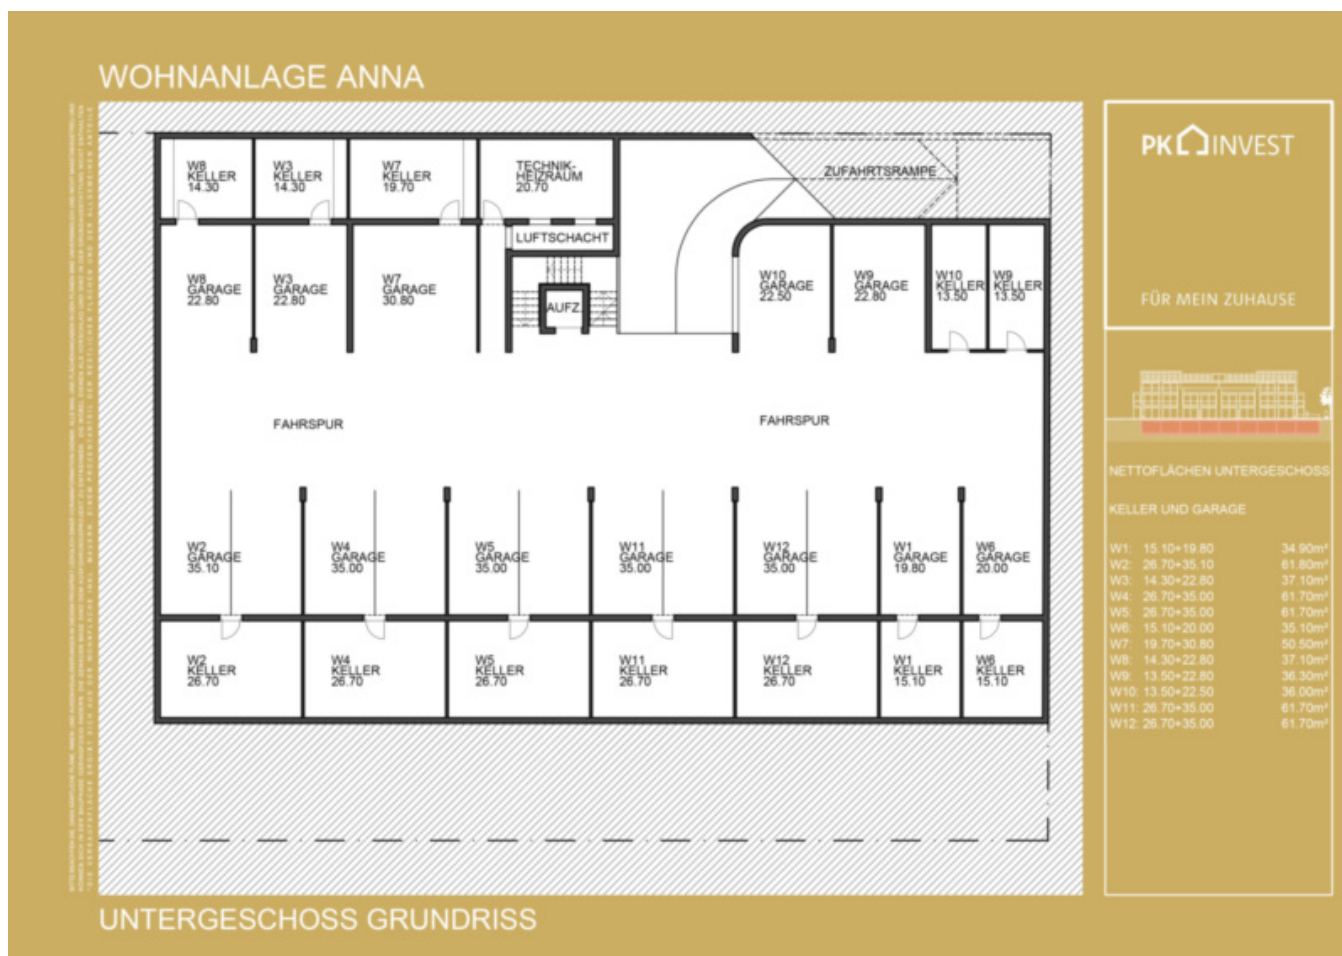 WOHNANLAGE ANNA
W8
KELLER
14.30
W3
KELLER
14.30
W7
KELLER
19.70
TECHNIK-
HEIZRAUM
20.70
ZUFAHRTSRAMPE
LUFTSCHACHT
W8
GARAGE
22.80
W3
GARAGE
22.80
W7
GARAGE
30.80
AUFZ.
W10
GARAGE
22.50
W9
GARAGE
22.80
W10
KELLER
13.50
W9
KELLER
13.50
FAHRSPUR
FAHRSPUR
W2
GARAGE
35.10
W4
GARAGE
35.00
W5
GARAGE
35.00
W11
GARAGE
35.00
W12
GARAGE
35.00
W1
GARAGE
19.80
W6
GARAGE
20.00
W2
KELLER
26.70
W4
KELLER
26.70
W5
KELLER
26.70
W11
KELLER
26.70
W12
KELLER
26.70
W1
KELLER
15.10
W6
KELLER
15.10
UNTERGESCHOSS GRUNDRISS
PK INVEST
FÜR MEIN ZUHAUSE
NETTOFLÄCHEN UNTERGESCHOSS
KELLER UND GARAGE
W1: 15.10+19.80 34.90m²
W2: 26.70+35.10 61.80m²
W3: 14.30+22.80 37.10m²
W4: 26.70+35.00 61.70m²
W5: 26.70+35.00 61.70m²
W6: 15.10+20.00 35.10m²
W7: 19.70+30.80 50.50m²
W8: 14.30+22.80 37.10m²
W9: 13.50+22.80 36.30m²
W10: 13.50+22.50 36.00m²
W11: 26.70+35.00 61.70m²
W12: 26.70+35.00 61.70m²